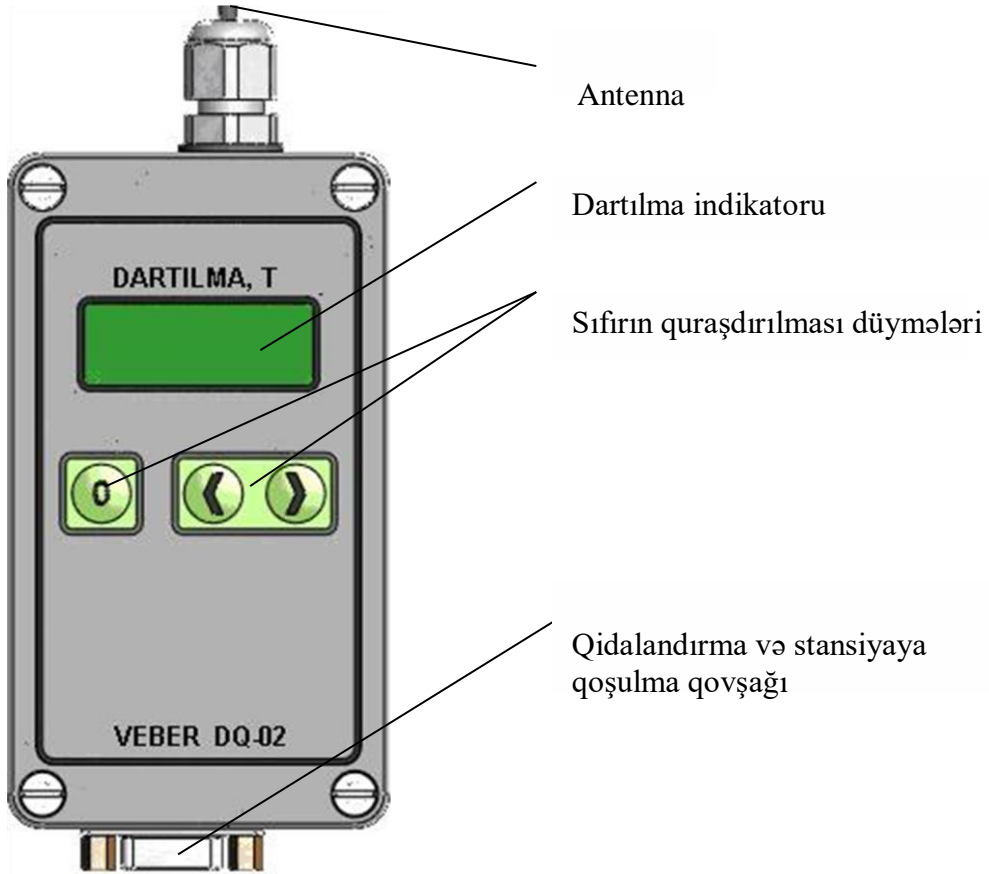 Antenna
Dartılma indikatoru
DARTILMA, T
Sıfırın quraşdırılması düymələri
0
❮ ❯
Qidalandırma və stansiyaya
qoşulma qovşağı
VEBER DQ-02